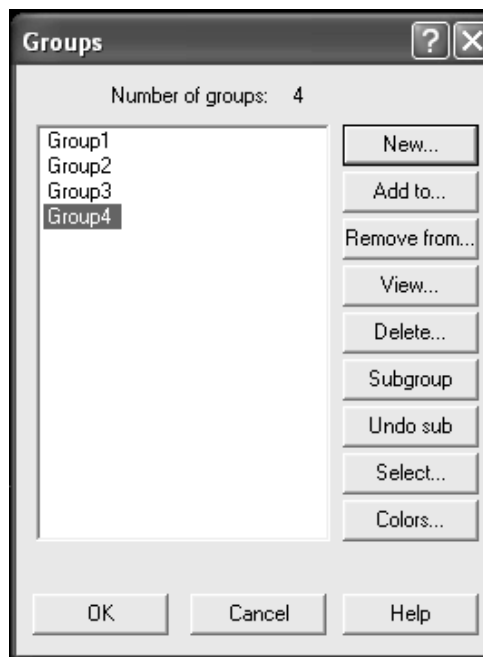 Groups
Number of groups: 4
Group1
Group2
Group3
Group4
New...
Add to...
Remove from...
View...
Delete...
Subgroup
Undo sub
Select...
Colors...
OK
Cancel
Help